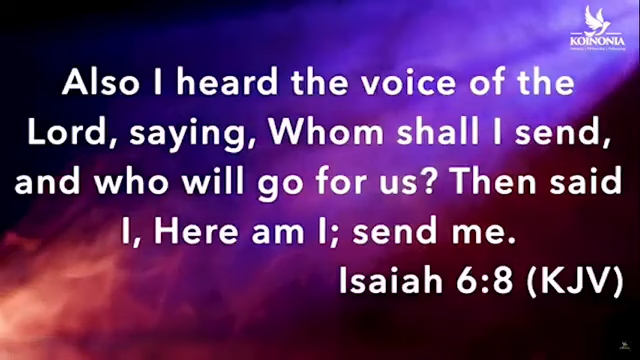 KOINONIA
Also I heard the voice of the
Lord, saying, Whom shall I send,
and who will go for us? Then said
I, Here am I; send me.
Isaiah 6:8 (KJV)